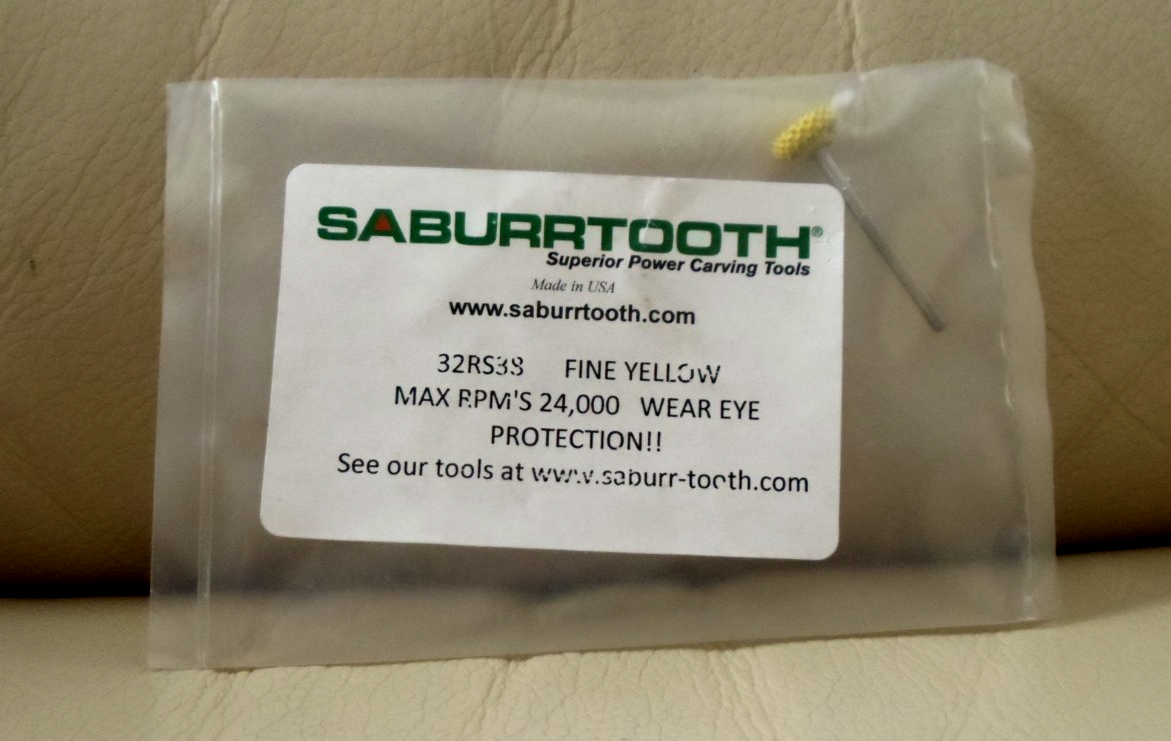 SABURRTOOTH®
Superior Power Carving Tools
Made in USA
www.saburrtooth.com
32RS38 FINE YELLOW
MAX RPM'S 24,000 WEAR EYE
PROTECTION!!
See our tools at www.saburr-tooth.com